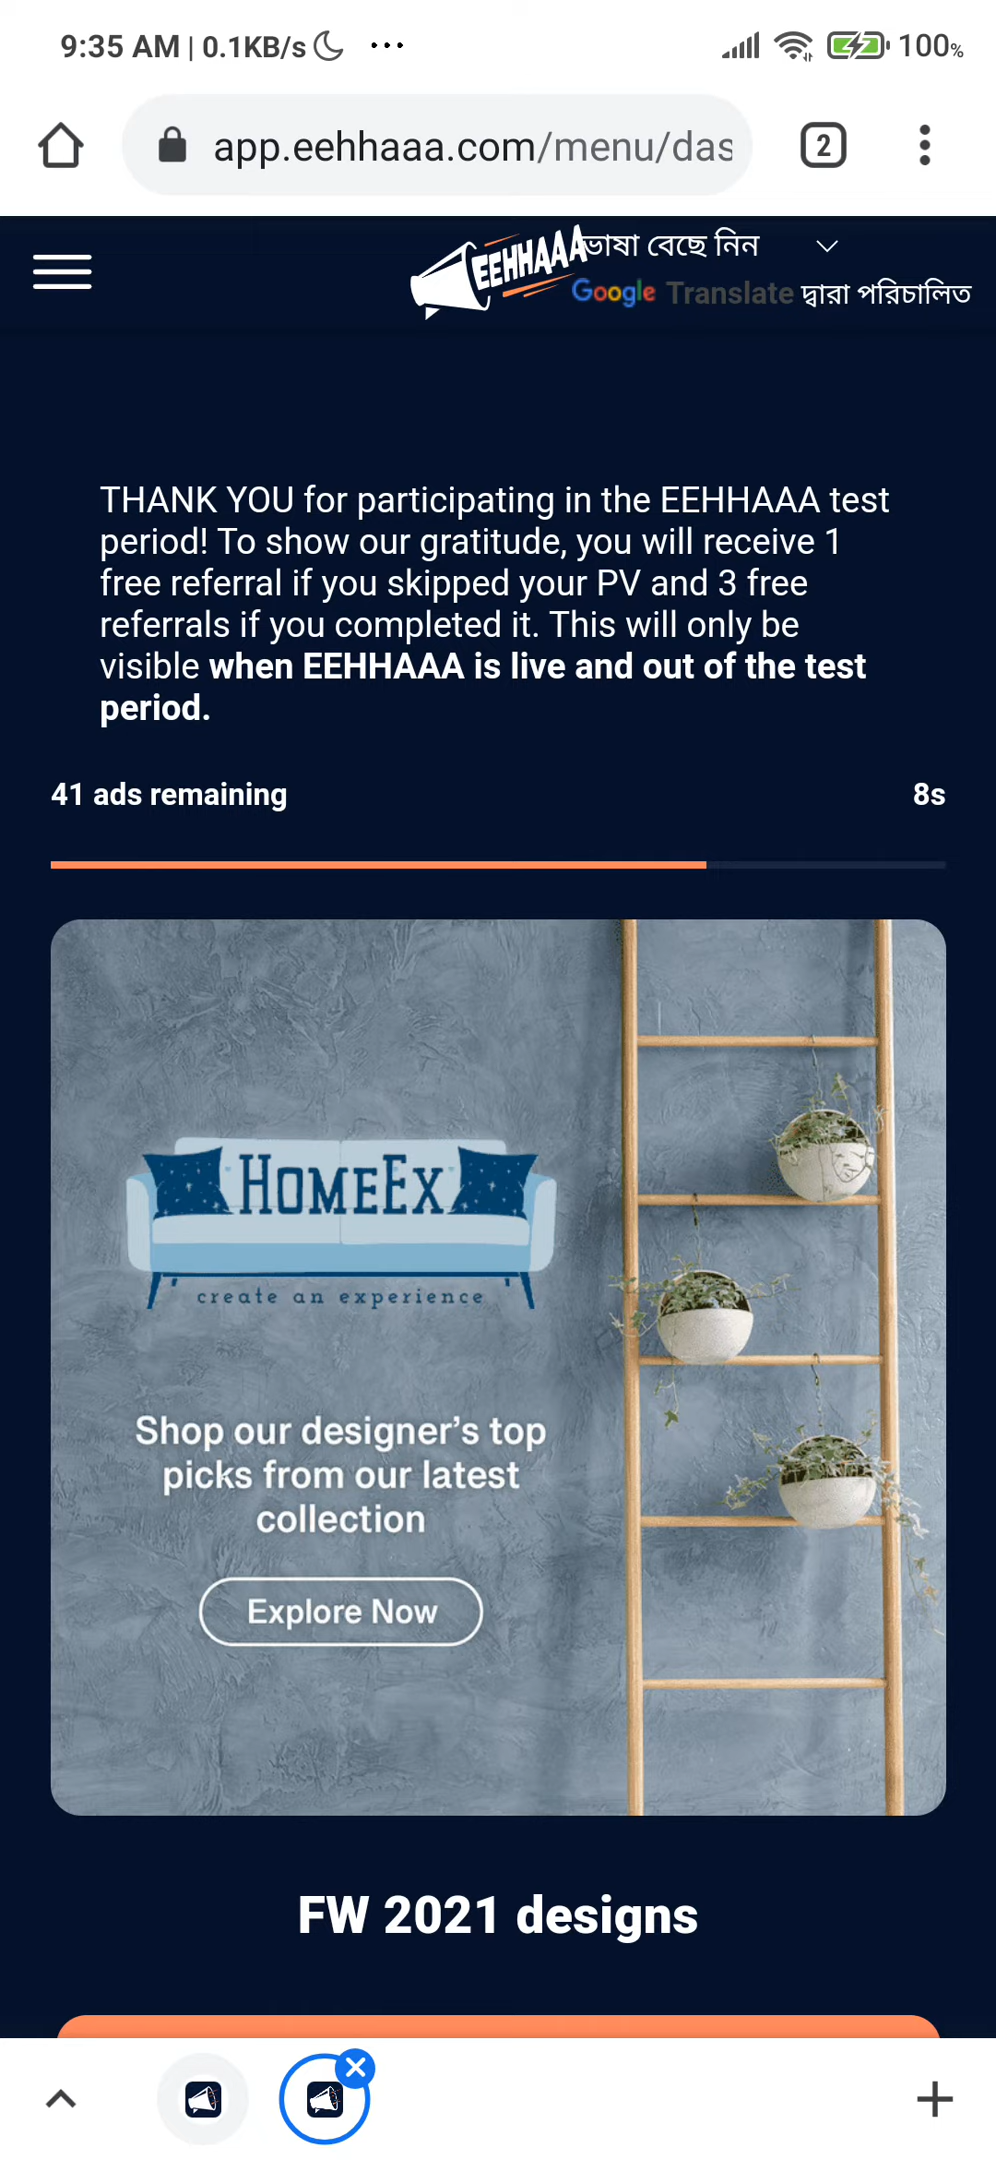 9:35 AM | 0.1KB/s ...
100%
app.eehhaaa.com/menu/das
2
EEHHAAA
ভাষা বেছে নিন
Google Translate দ্বারা পরিচালিত
THANK YOU for participating in the EEHHAAA test
period! To show our gratitude, you will receive 1
free referral if you skipped your PV and 3 free
referrals if you completed it. This will only be
visible when EEHHAAA is live and out of the test
period.
41 ads remaining
8s
HOMEEX
create an experience
Shop our designer’s top
picks from our latest
collection
Explore Now
FW 2021 designs